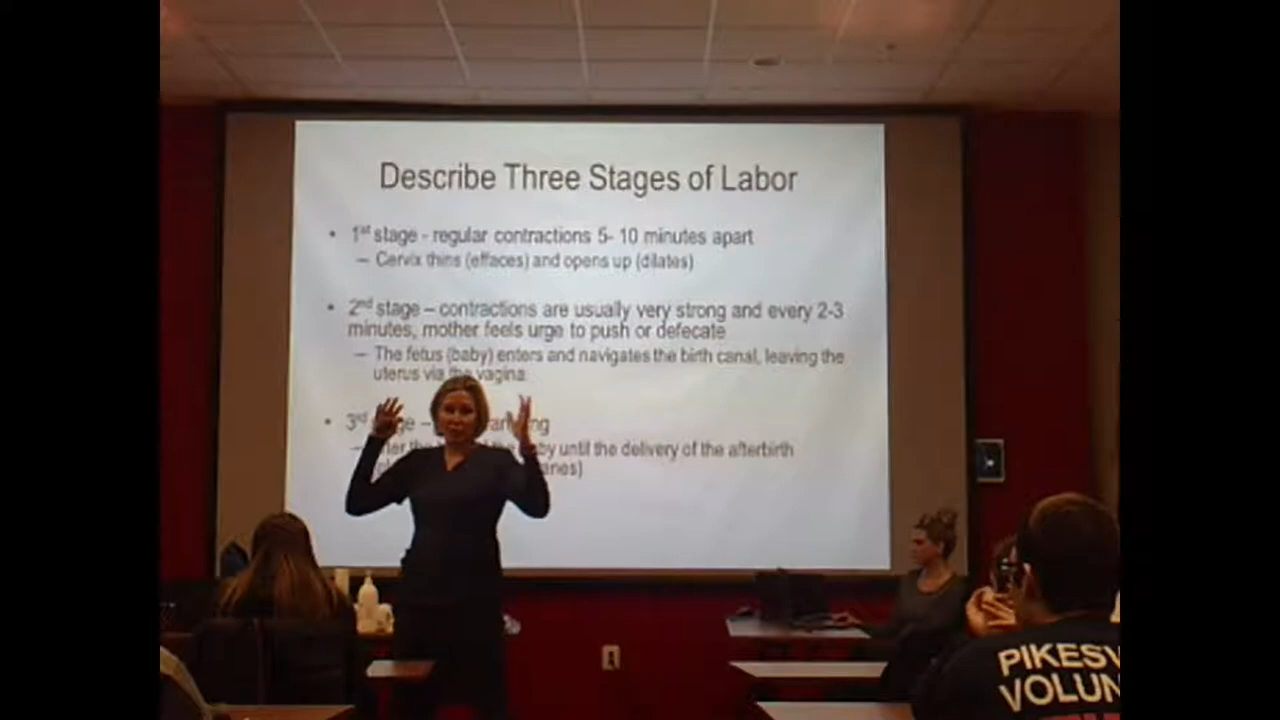 Describe Three Stages of Labor
• 1st stage - regular contractions 5- 10 minutes apart
– Cervix thins (effaces) and opens up (dilates)
• 2nd stage – contractions are usually very strong and every 2-3
minutes, mother feels urge to push or defecate
– The fetus (baby) enters and navigates the birth canal, leaving the
uterus via the vagina
• 3rd
until the delivery of the afterbirth
PIKESV
VOLUN